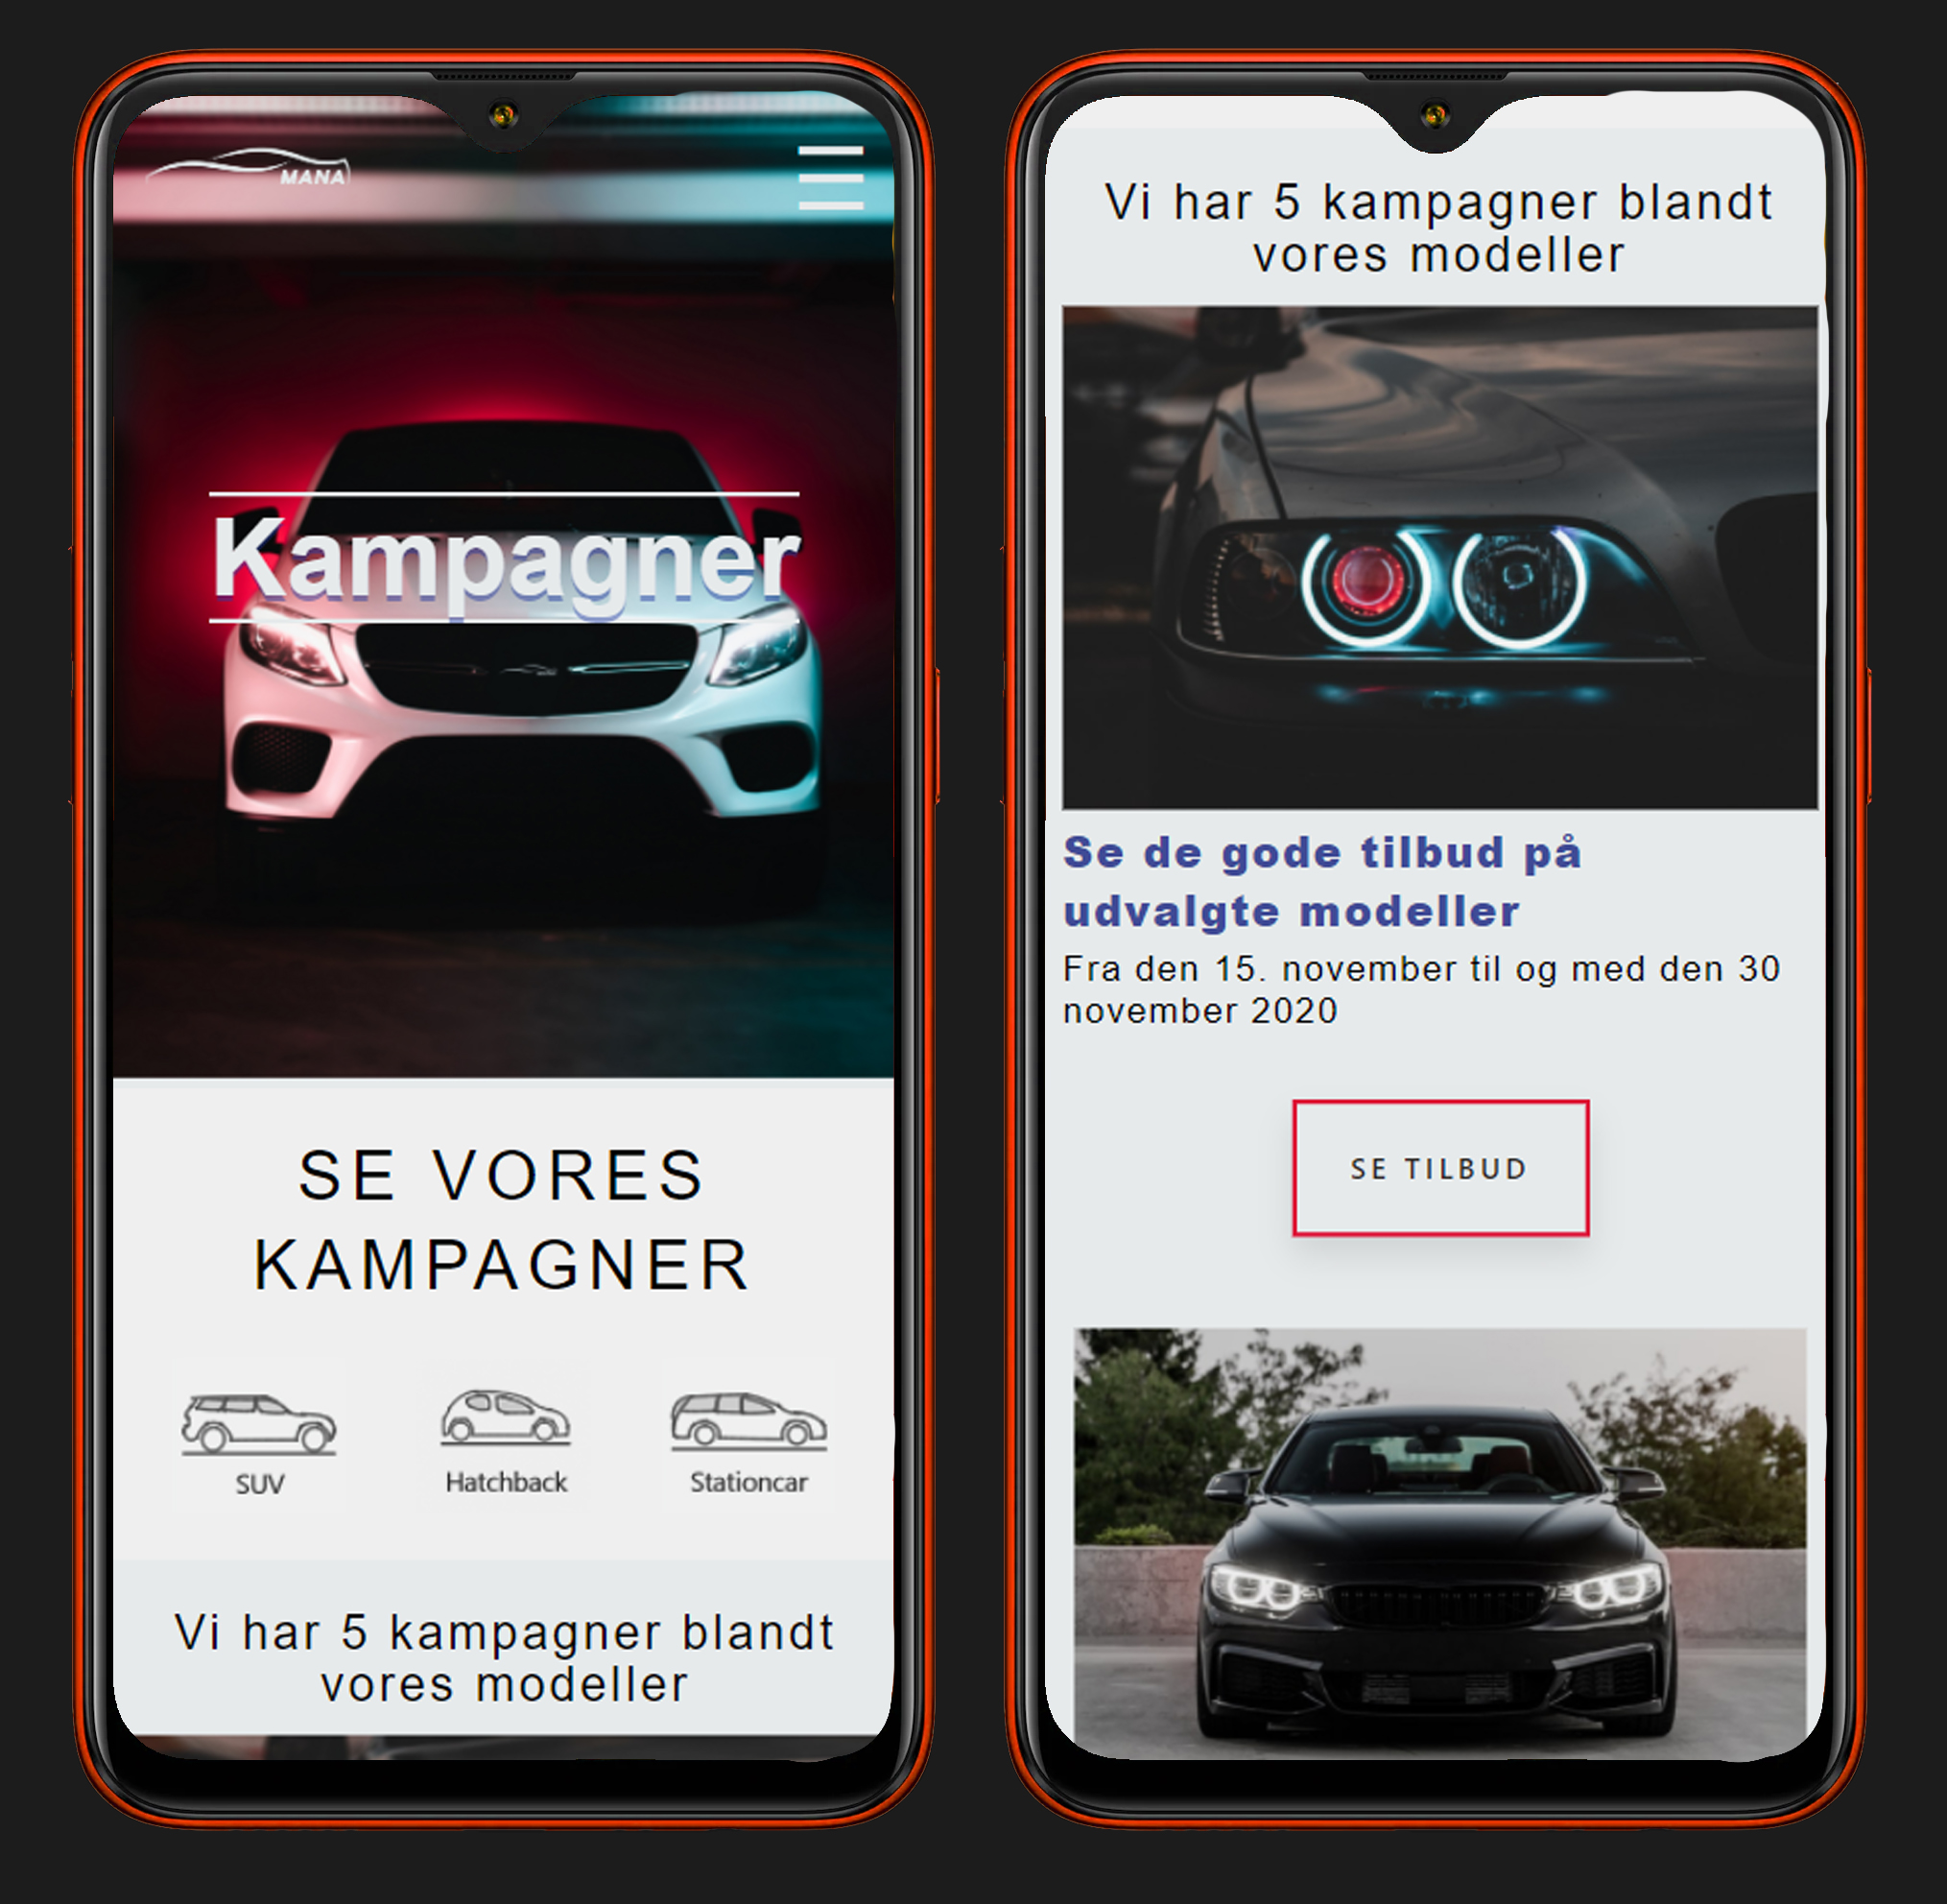 MANA
Kampagner
SE VORES
KAMPAGNER
SUV
Hatchback
Stationcar
Vi har 5 kampagner blandt
vores modeller
Vi har 5 kampagner blandt
vores modeller
Se de gode tilbud på
udvalgte modeller
Fra den 15. november til og med den 30
november 2020
SE TILBUD